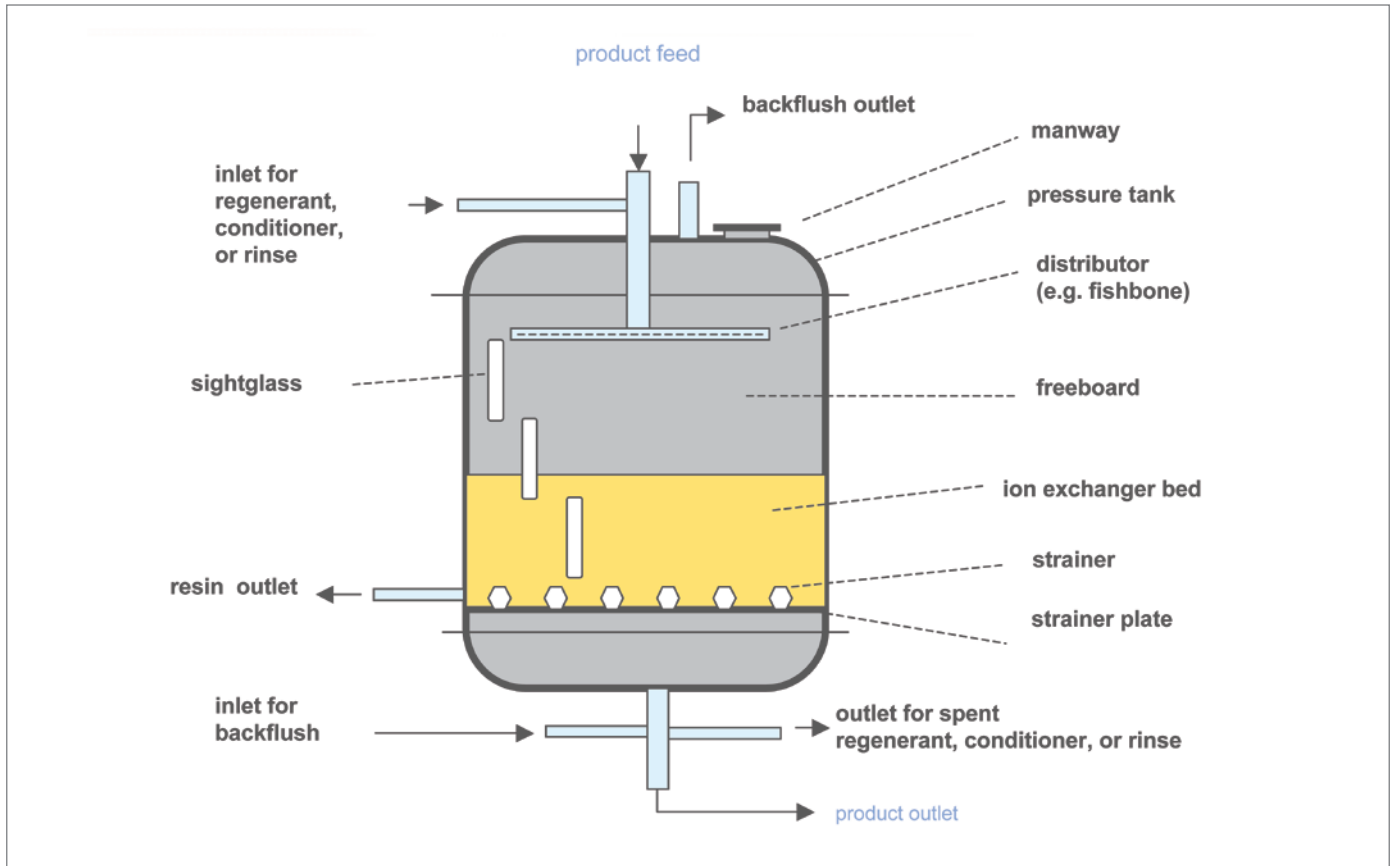 product feed
backflush outlet
manway
inlet for
regenerant,
conditioner,
or rinse
pressure tank
distributor
(e.g. fishbone)
sightglass
freeboard
ion exchanger bed
strainer
resin outlet
strainer plate
inlet for
backflush
outlet for spent
regenerant, conditioner, or rinse
product outlet